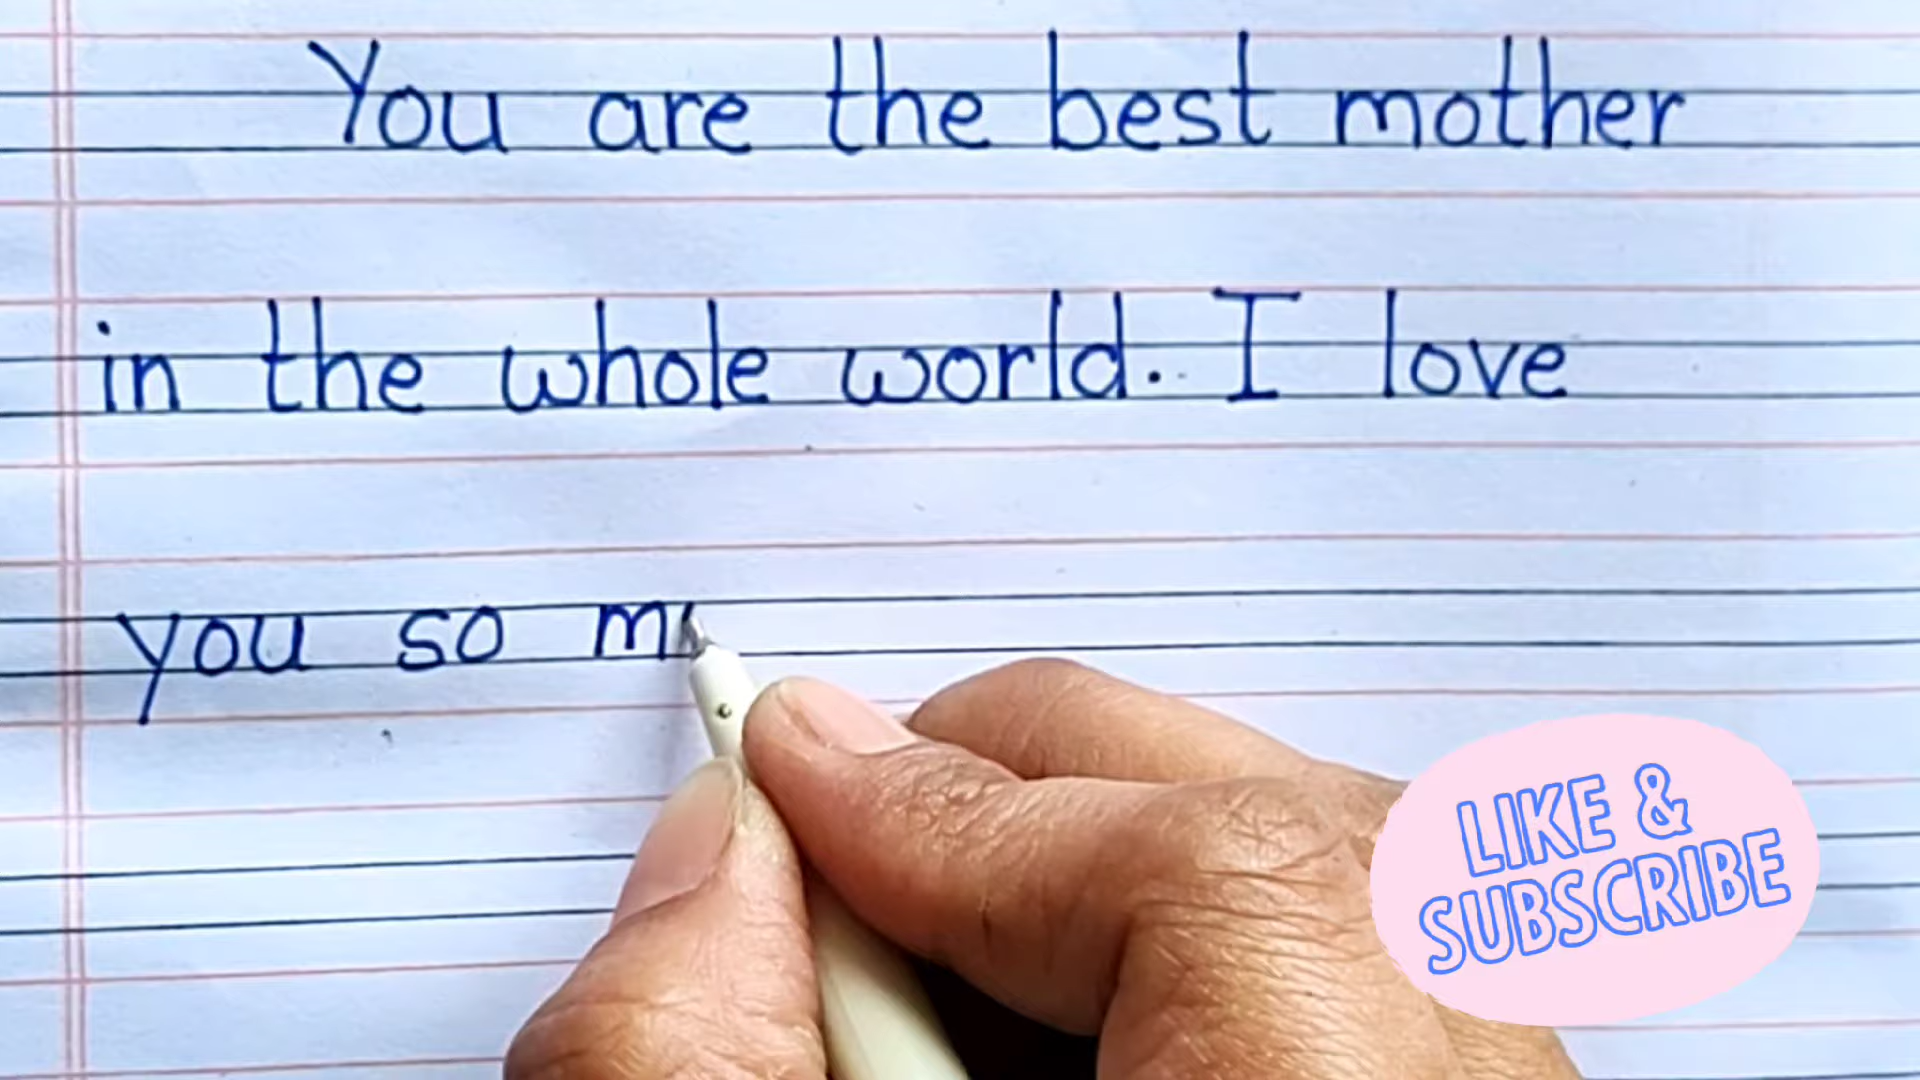 You are the best mother
in the whole world. I love
you so m
LIKE &
SUBSCRIBE